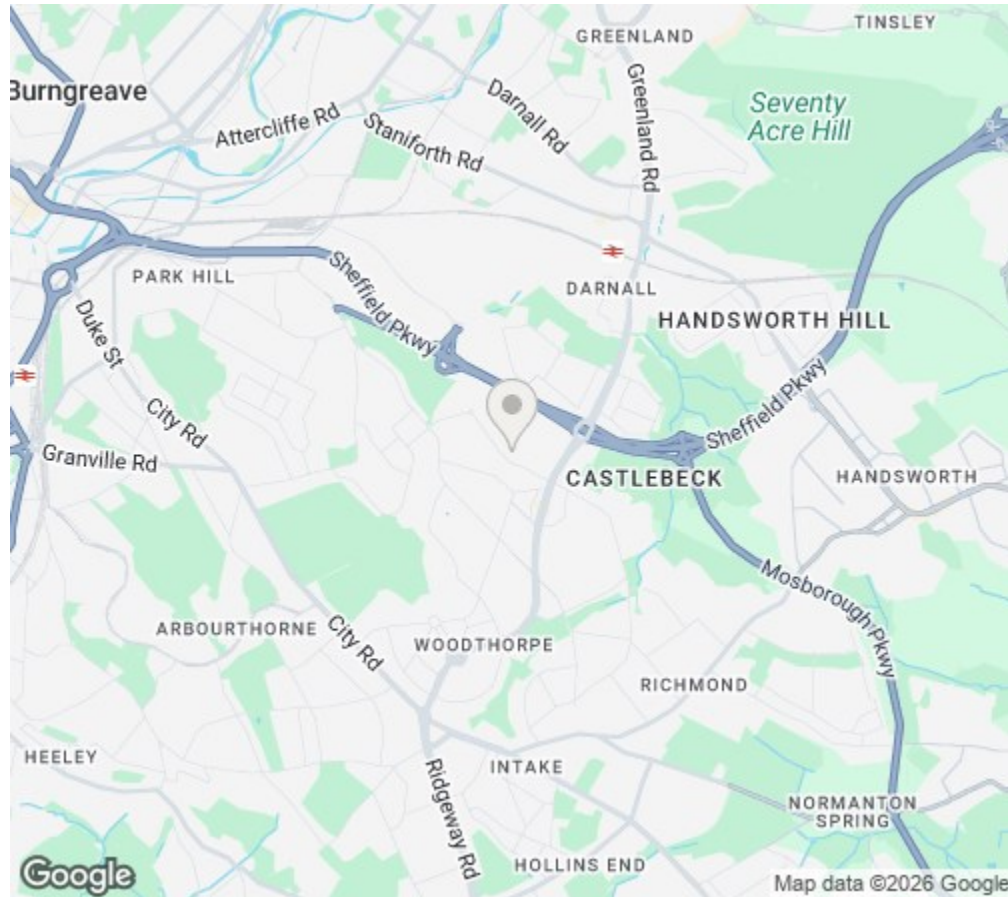 TINSLEY
GREENLAND
Burngreave
Seventy
Acre Hill
Darnall Rd
Greenland Rd
Attercliffe Rd
Staniforth Rd
Sheffield Pkwy
PARK HILL
DARNALL
HANDSWORTH HILL
Duke St
Sheffield Pkwy
City Rd
Granville Rd
CASTLEBECK
HANDSWORTH
Mosborough Pkwy
ARBOURTHORNE
City Rd
WOODTHORPE
RICHMOND
HEELEY
INTAKE
Ridgeway Rd
NORMANTON
SPRING
HOLLINS END
Google
Map data ©2026 Google